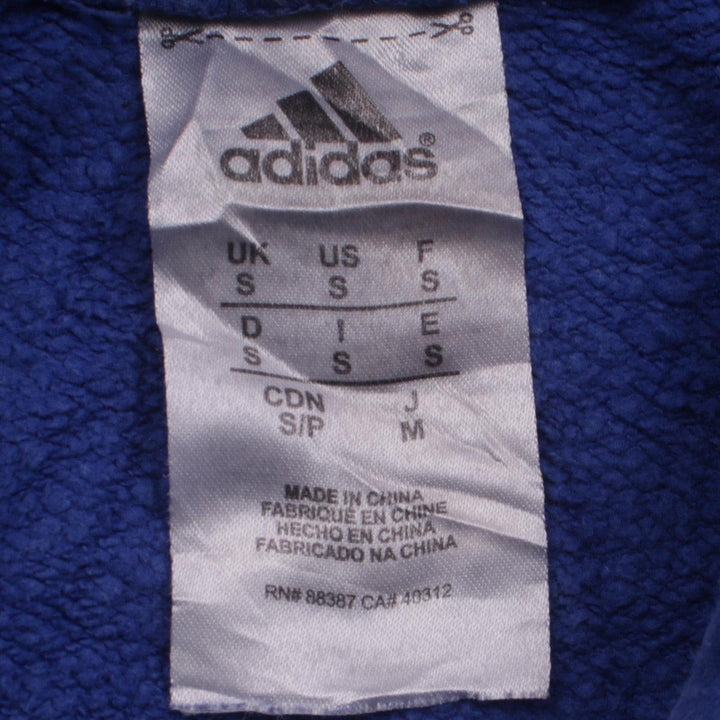 adidas®
UK US F
S S S
D I E
S S S
CDN J
S/P M
MADE IN CHINA
FABRIQUE EN CHINE
HECHO EN CHINA
FABRICADO NA CHINA
RN# 88387 CA# 40312